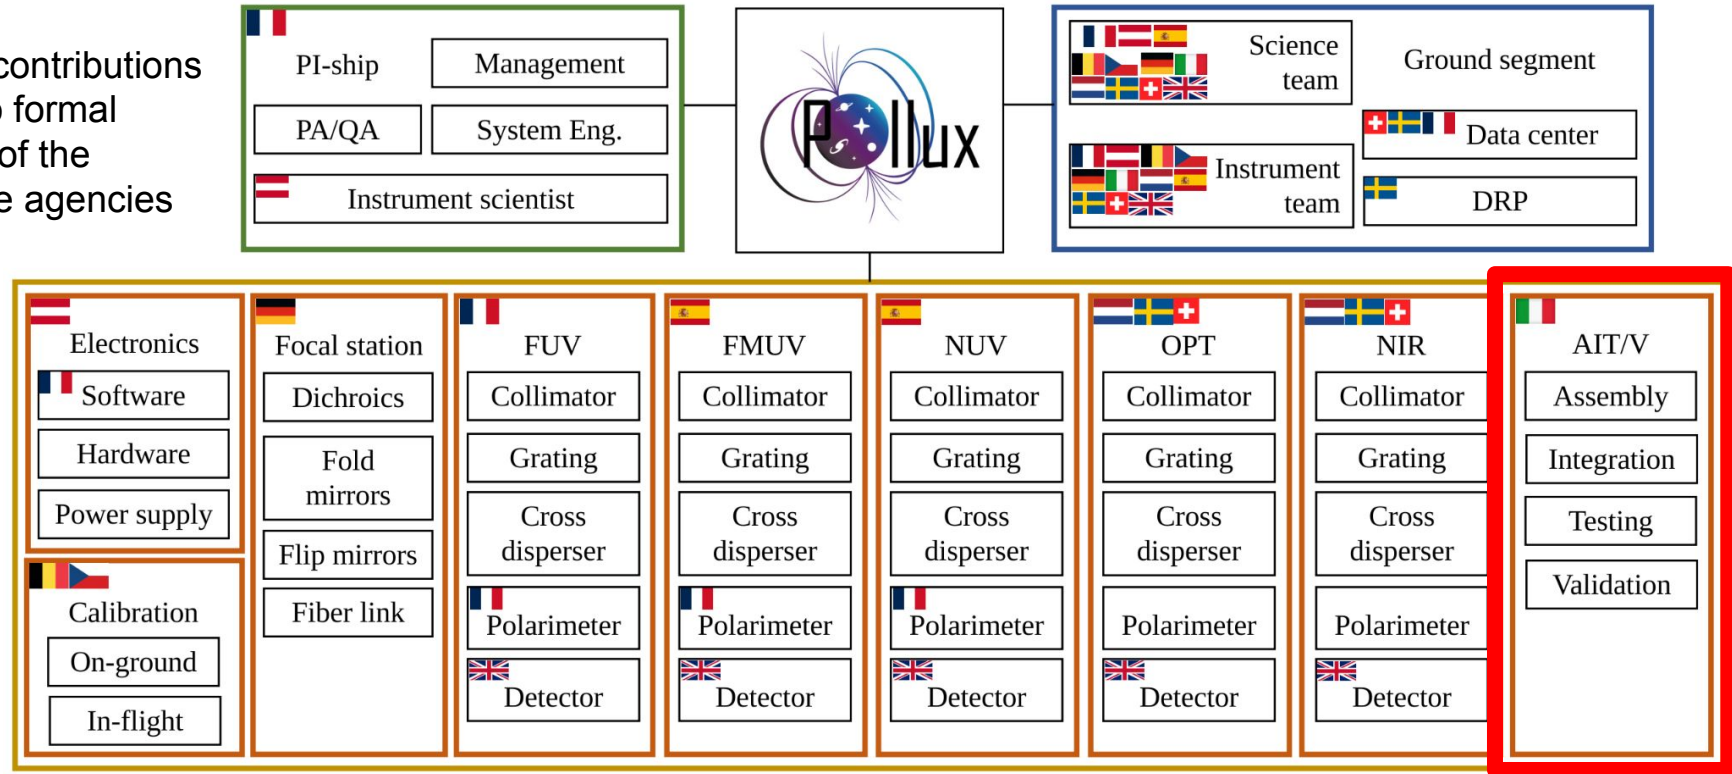 contributions
formal
of the
agencies
PI-ship
Management
PA/QA
System Eng.
Instrument scientist
Pollux
Science
team
Ground segment
Data center
Instrument
team
DRP
Electronics
Software
Hardware
Power supply
Calibration
On-ground
In-flight
Focal station
Dichroics
Fold
mirrors
Flip mirrors
Fiber link
FUV
Collimator
Grating
Cross
disperser
Polarimeter
Detector
FMUV
Collimator
Grating
Cross
disperser
Polarimeter
Detector
NUV
Collimator
Grating
Cross
disperser
Polarimeter
Detector
OPT
Collimator
Grating
Cross
disperser
Polarimeter
Detector
NIR
Collimator
Grating
Cross
disperser
Polarimeter
Detector
AIT/V
Assembly
Integration
Testing
Validation